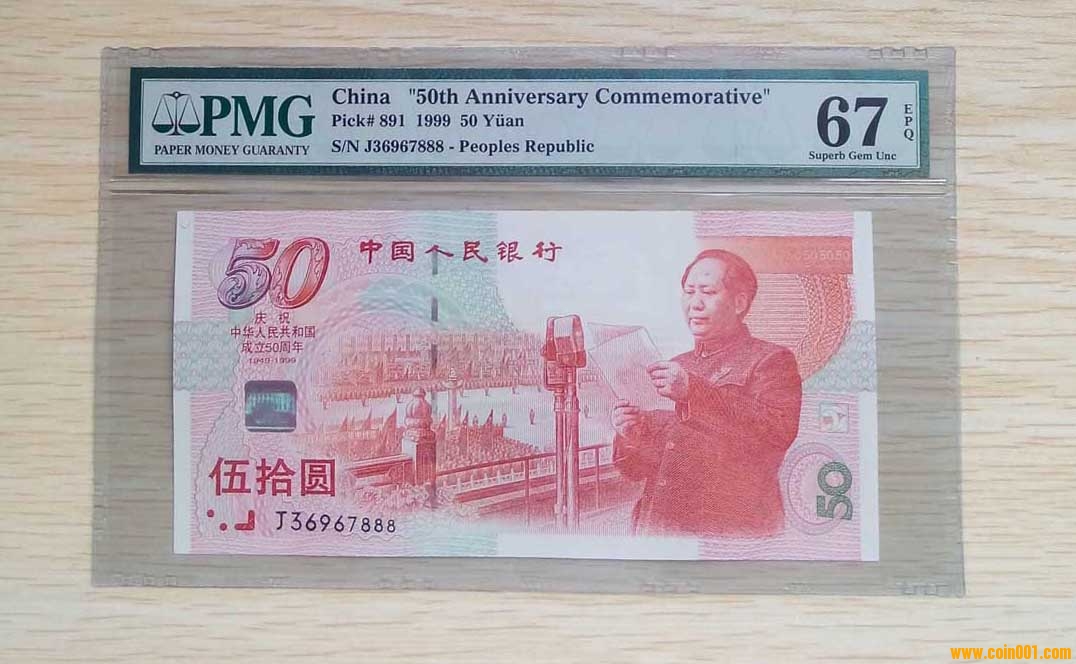 PMG
PAPER MONEY GUARANTY
China "50th Anniversary Commemorative"
Pick# 891 1999 50 Yüan
S/N J36967888 - Peoples Republic
67
EPQ
Superb Gem Unc
50
中国人民银行
庆祝
中华人民共和国
成立50周年
1949-1999
伍拾圆
J36967888
50
www.coin001.com